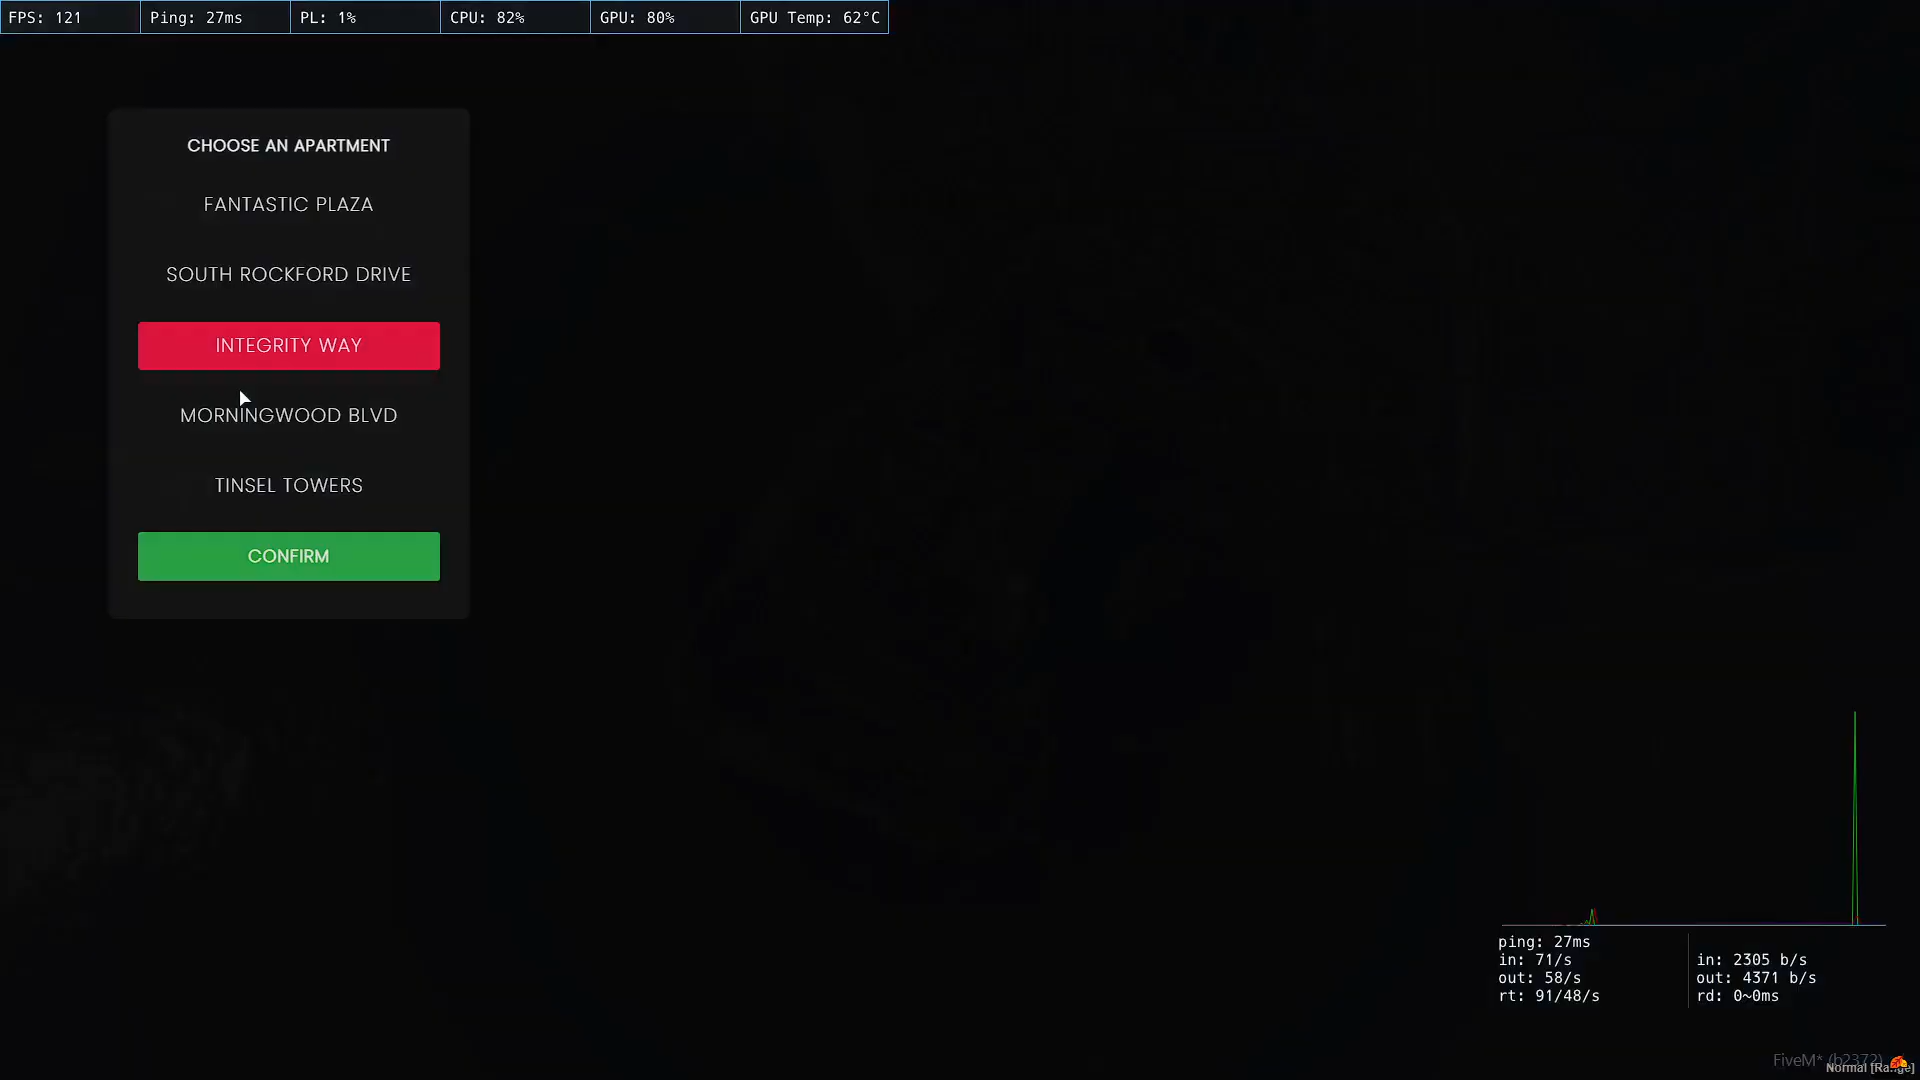 FPS: 121 Ping: 27ms PL: 1% CPU: 82% GPU: 80% GPU Temp: 62°C
CHOOSE AN APARTMENT
FANTASTIC PLAZA
SOUTH ROCKFORD DRIVE
INTEGRITY WAY
MORNINGWOOD BLVD
TINSEL TOWERS
CONFIRM
ping: 27ms
in: 71/s in: 2305 b/s
out: 58/s out: 4371 b/s
rt: 91/48/s rd: 0~0ms
FiveM* (b2372)
Normal [Range]